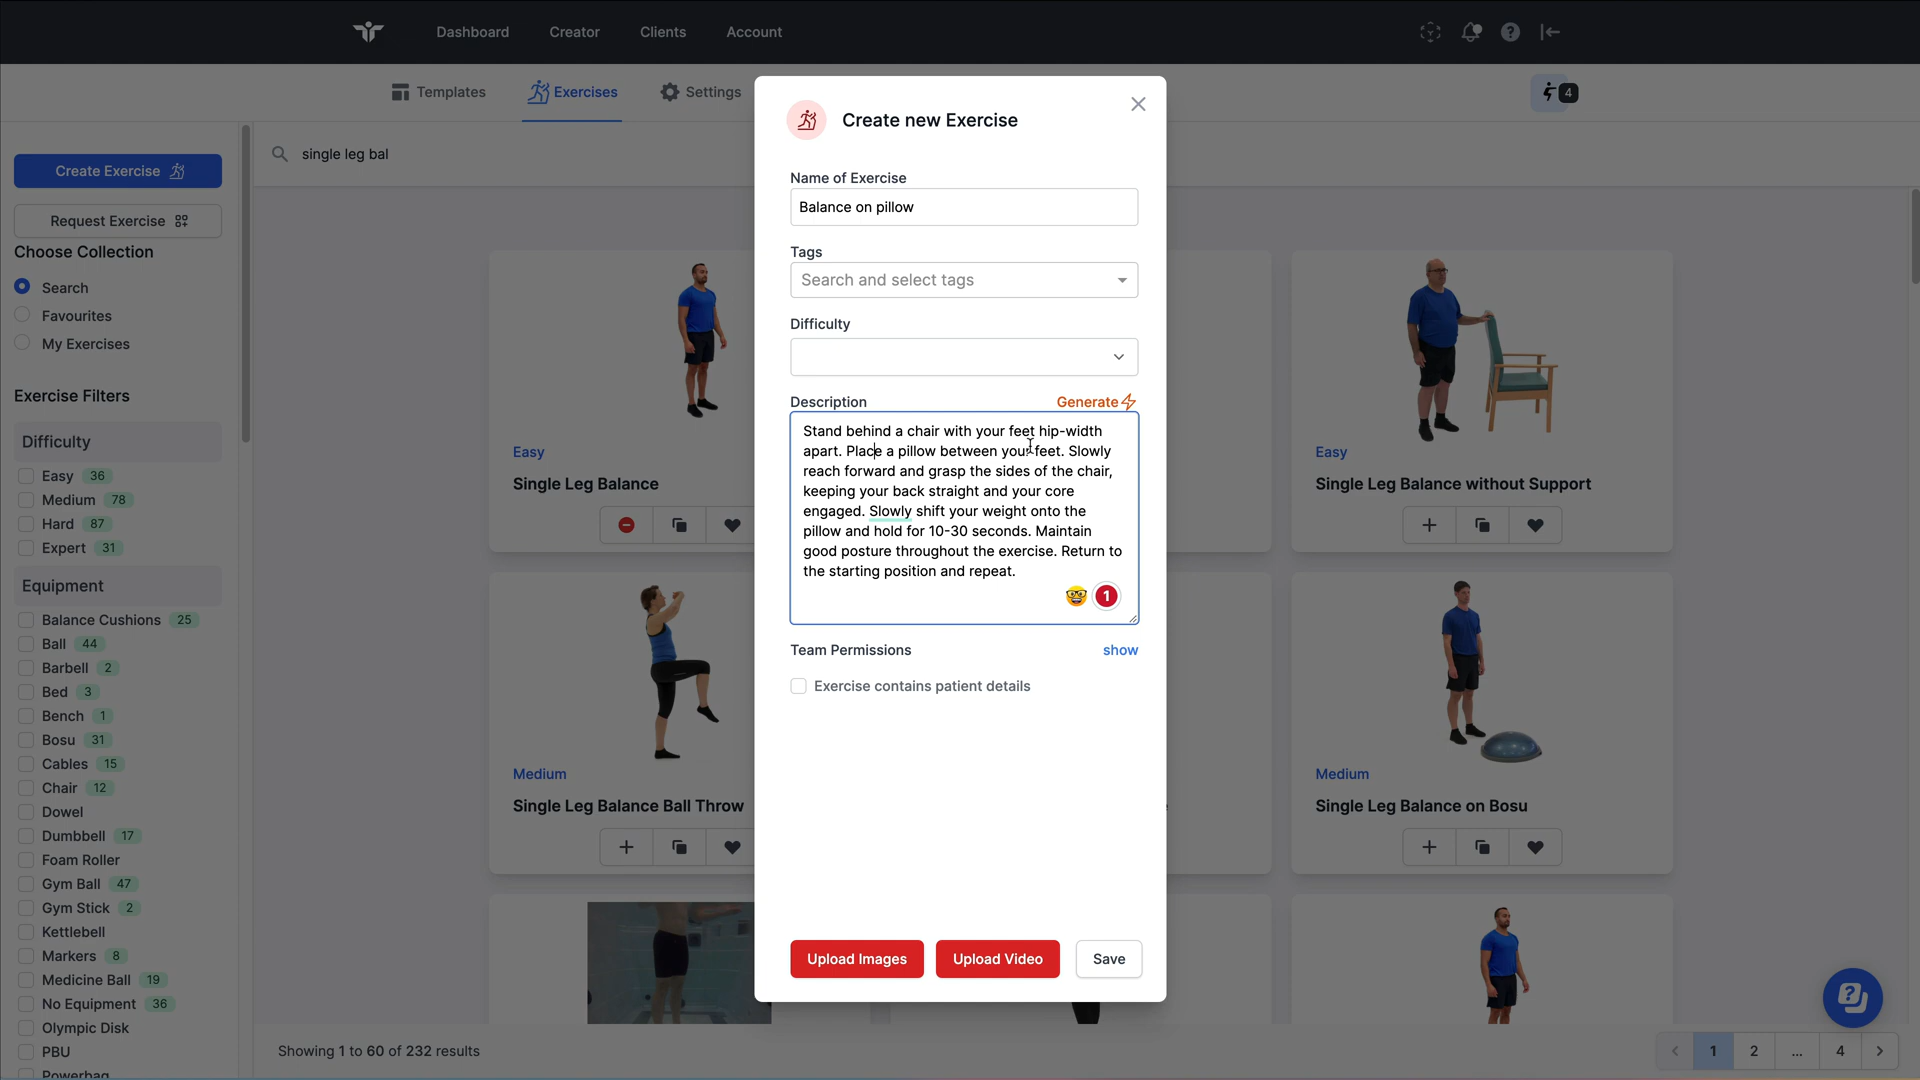 Dashboard
Creator
Clients
Account
Templates
Exercises
Settings
4
Create Exercise
Request Exercise
Choose Collection
Search
Favourites
My Exercises
Exercise Filters
Difficulty
Easy 36
Medium 78
Hard 87
Expert 31
Equipment
Balance Cushions 25
Ball 44
Barbell 2
Bed 3
Bench 1
Bosu 31
Cables 15
Chair 12
Dowel
Dumbbell 17
Foam Roller
Gym Ball 47
Gym Stick 2
Kettlebell
Markers 8
Medicine Ball 19
No Equipment 36
Olympic Disk
PBU
Powerbag
single leg bal
Easy
Single Leg Balance
Easy
Single Leg Balance without Support
Medium
Single Leg Balance Ball Throw
Medium
Single Leg Balance on Bosu
Create new Exercise
Name of Exercise
Balance on pillow
Tags
Search and select tags
Difficulty
Description
Generate
Stand behind a chair with your feet hip-width
apart. Place a pillow between your feet. Slowly
reach forward and grasp the sides of the chair,
keeping your back straight and your core
engaged. Slowly shift your weight onto the
pillow and hold for 10-30 seconds. Maintain
good posture throughout the exercise. Return to
the starting position and repeat.
1
Team Permissions
show
Exercise contains patient details
Upload Images
Upload Video
Save
Showing 1 to 60 of 232 results
1
2
...
4